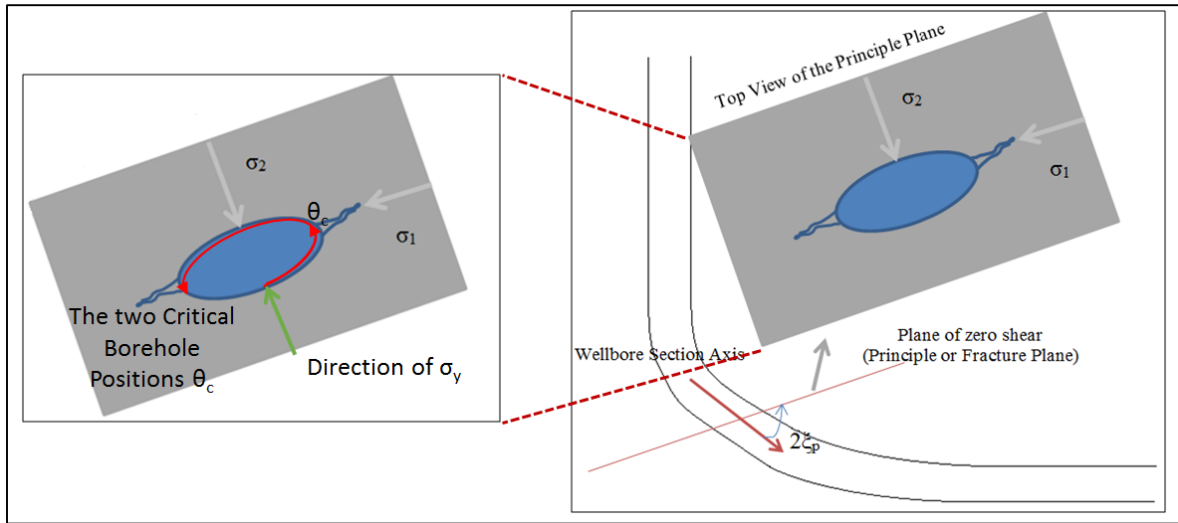 σ2
θc
σ1
The two Critical
Borehole
Positions θc
Direction of σy
Top View of the Principle Plane
σ2
σ1
Wellbore Section Axis
Plane of zero shear
(Principle or Fracture Plane)
2ξp